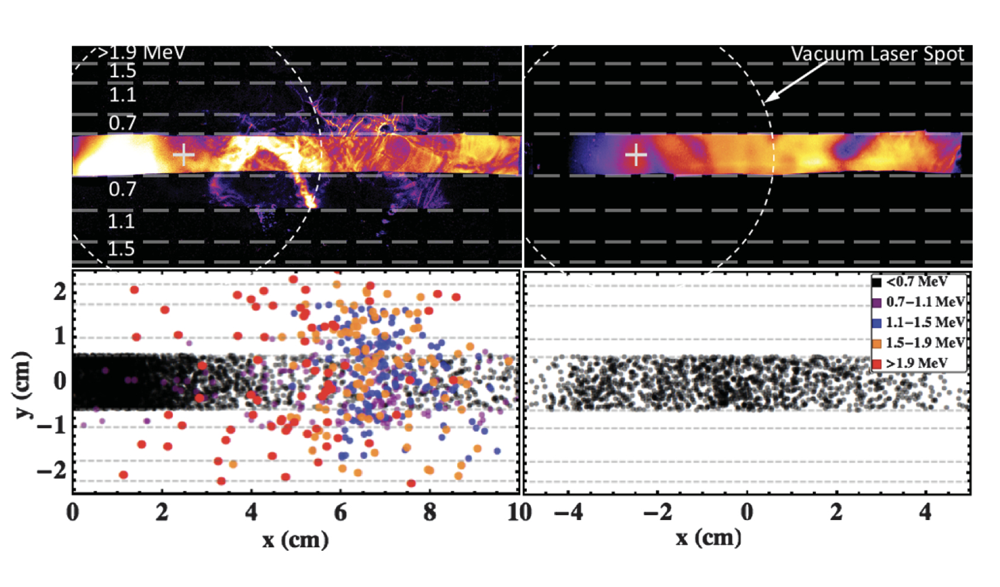 >1.9 MeV
1.5
1.1
0.7
0.7
1.1
1.5
Vacuum Laser Spot
y (cm)
2
1
0
−1
−2
0 2 4 6 8 10
x (cm)
<0.7 MeV
0.7−1.1 MeV
1.1−1.5 MeV
1.5−1.9 MeV
>1.9 MeV
−4 −2 0 2 4
x (cm)